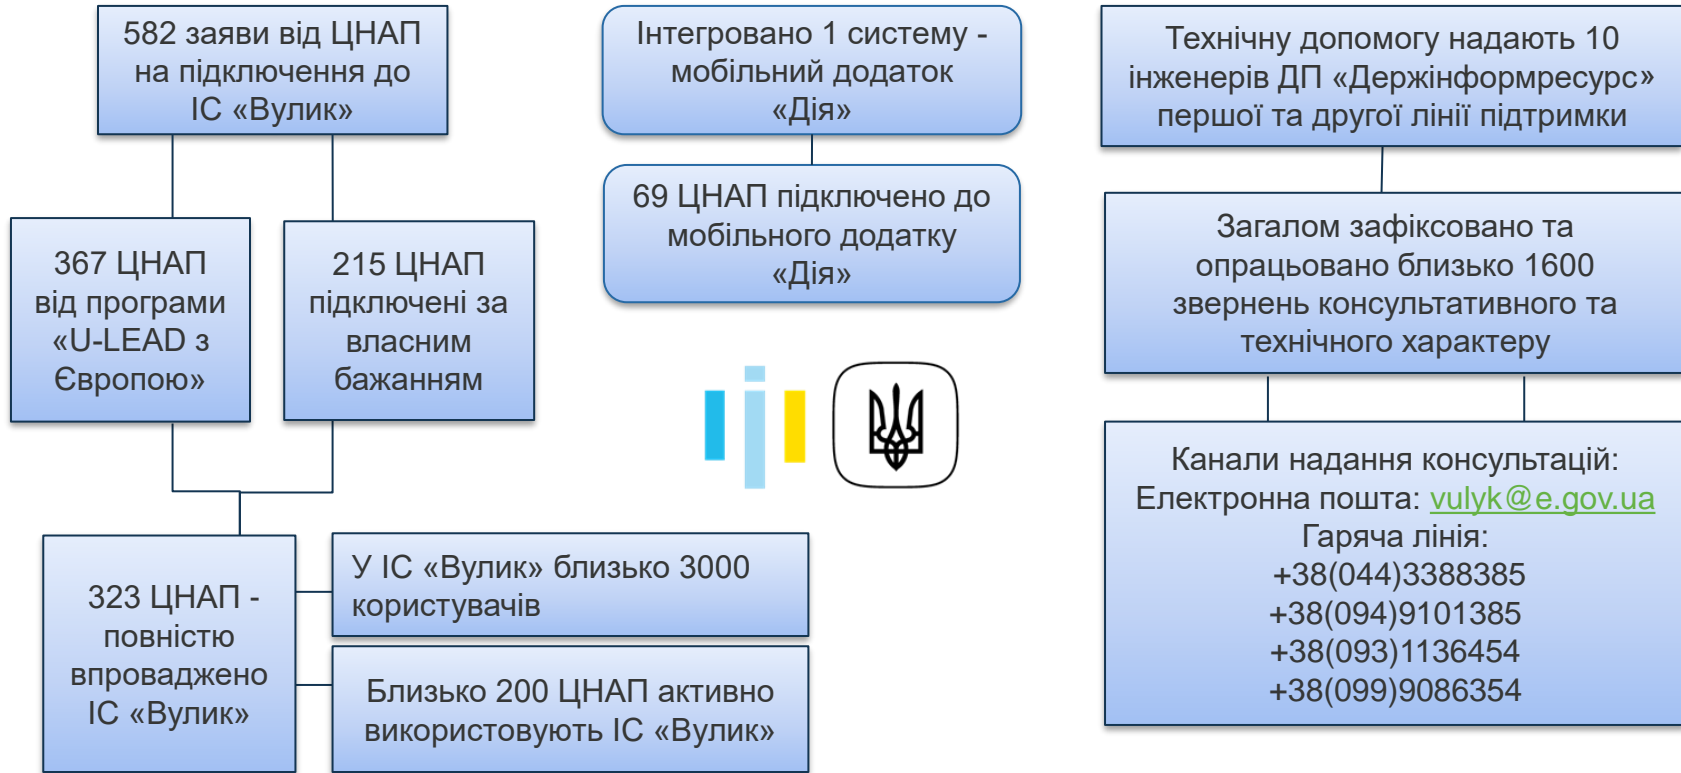 582 заяви від ЦНАП
на підключення до
ІС «Вулик»
367 ЦНАП
від програми
«U-LEAD з
Європою»
215 ЦНАП
підключені за
власним
бажанням
323 ЦНАП -
повністю
впроваджено
ІС «Вулик»
У ІС «Вулик» близько 3000
користувачів
Близько 200 ЦНАП активно
використовують ІС «Вулик»
Інтегровано 1 систему -
мобільний додаток
«Дія»
69 ЦНАП підключено до
мобільного додатку
«Дія»
Технічну допомогу надають 10
інженерів ДП «Держінформресурс»
першої та другої лінії підтримки
Загалом зафіксовано та
опрацьовано близько 1600
звернень консультативного та
технічного характеру
Канали надання консультацій:
Електронна пошта: vulyk@e.gov.ua
Гаряча лінія:
+38(044)3388385
+38(094)9101385
+38(093)1136454
+38(099)9086354